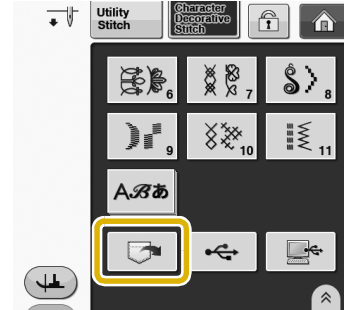 Utility
Stitch
Character
Decorative
Stitch
6
7
8
9
10
11
Aℬあ